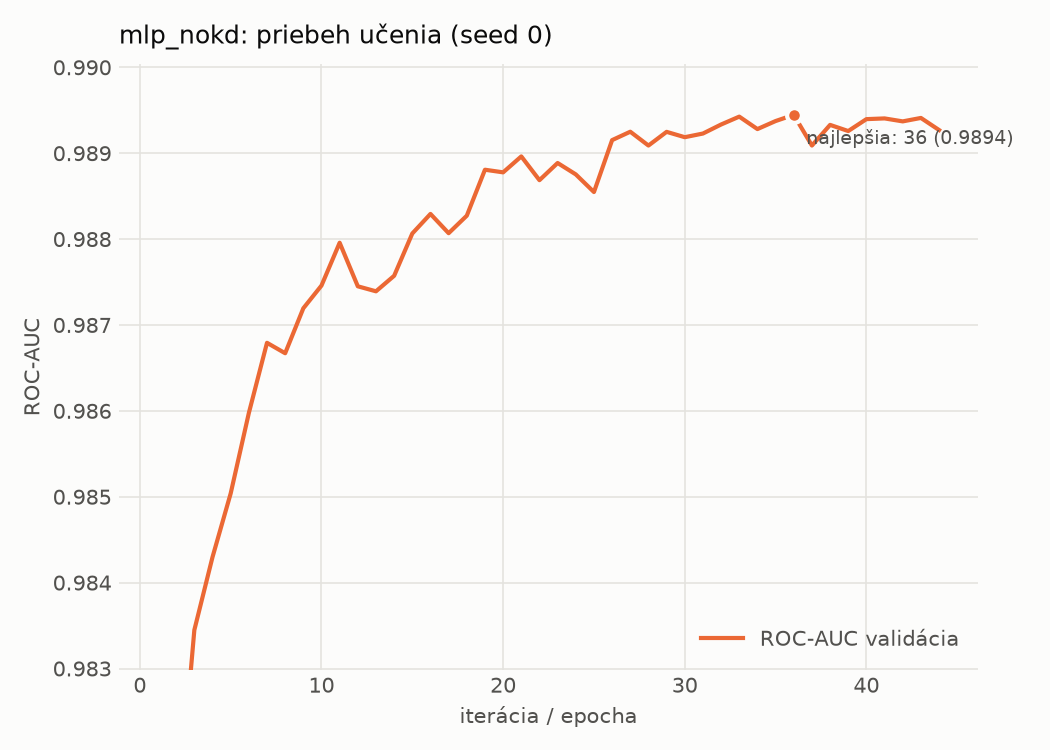 mlp_nokd: priebeh učenia (seed 0)
0.990
0.989
0.988
0.987
0.986
0.985
0.984
0.983
ROC-AUC
najlepšia: 36 (0.9894)
ROC-AUC validácia
0 10 20 30 40
iterácia / epocha